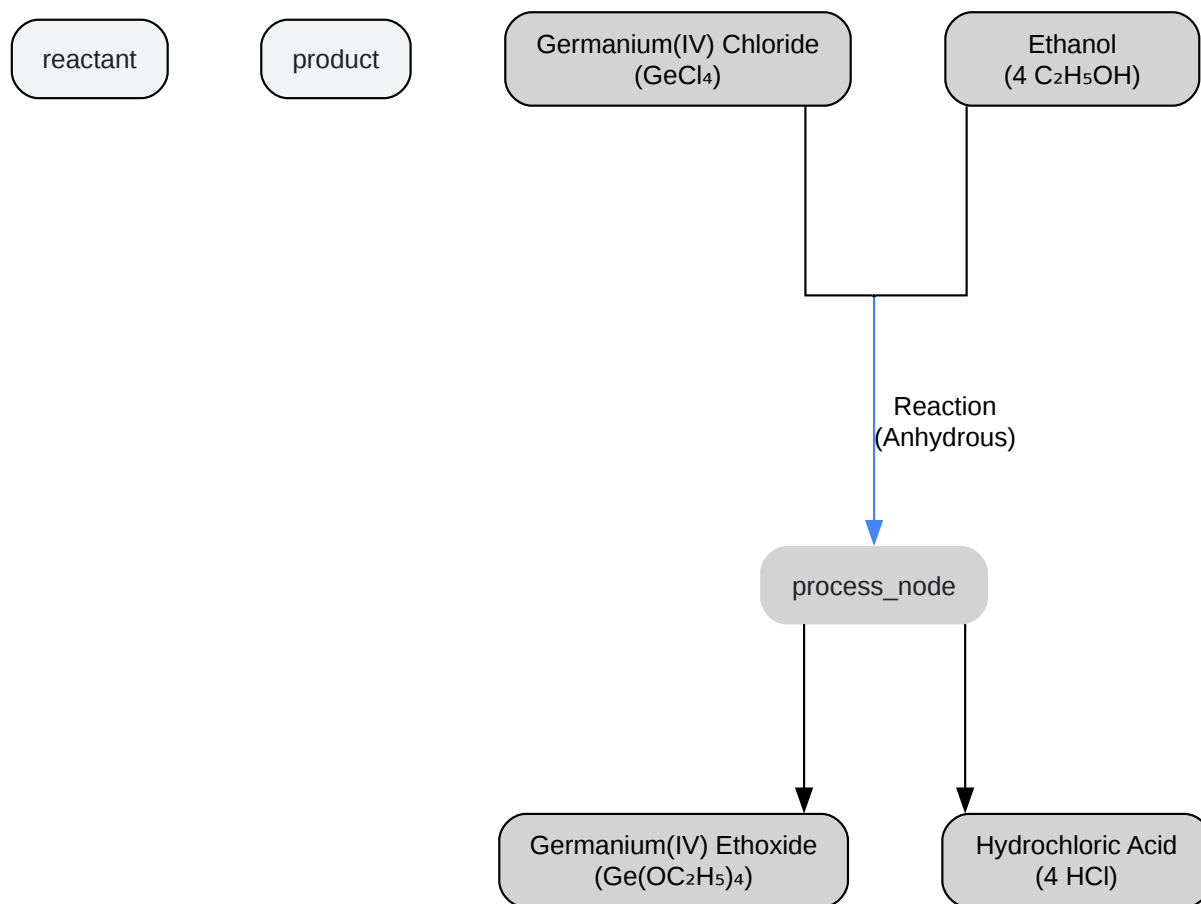 reactant
product
Germanium(IV) Chloride
(GeCl₄)
Ethanol
(4 C₂H₅OH)
Reaction
(Anhydrous)
process_node
Germanium(IV) Ethoxide
(Ge(OC₂H₅)₄)
Hydrochloric Acid
(4 HCl)